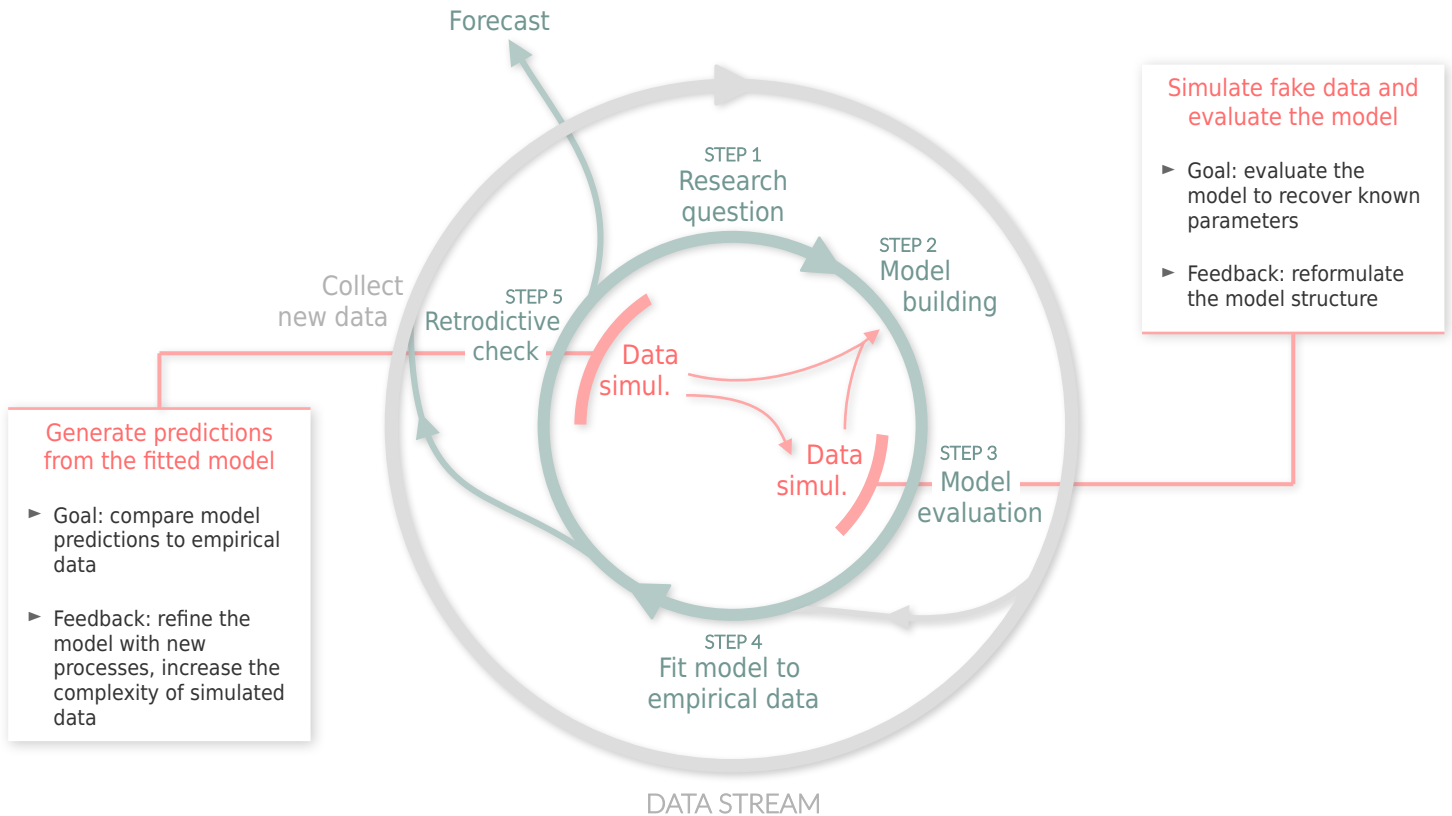 Forecast
Simulate fake data and
evaluate the model
► Goal: evaluate the
model to recover known
parameters
► Feedback: reformulate
the model structure
STEP 1
Research
question
STEP 2
Model
building
Collect
new data
STEP 5
Retrodictive
check
Data
simul.
Data
simul.
STEP 3
Model
evaluation
Generate predictions
from the fitted model
► Goal: compare model
predictions to empirical
data
► Feedback: refine the
model with new
processes, increase the
complexity of simulated
data
STEP 4
Fit model to
empirical data
DATA STREAM